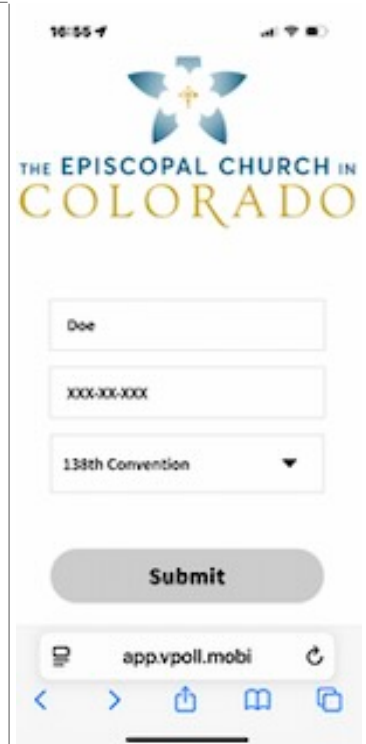 16:55
THE EPISCOPAL CHURCH IN
COLORADO
Doe
XXX-XX-XXX
138th Convention
Submit
app.vpoll.mobi